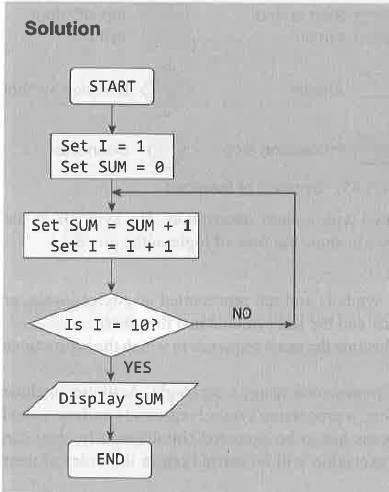 Solution
START
Set I = 1
Set SUM = 0
Set SUM = SUM + 1
Set I = I + 1
Is I = 10?
NO
YES
Display SUM
END